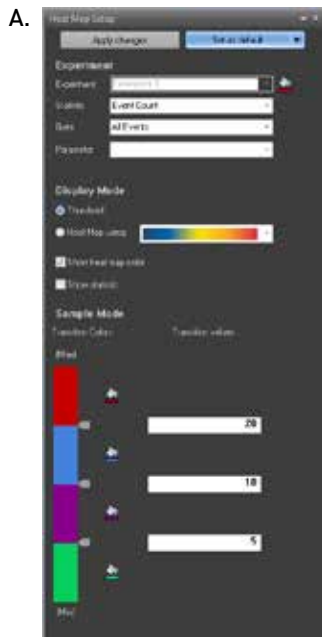 A.
Heat Map Setup
Apply changes
Set as default
Experiment
Experiment
Statistic
Event Count
Gate
All Events
Parameter
Display Mode
Threshold
Heat Map using
Show heat map scale
Show statistic
Sample Mode
Transition Colors
Transition values
(Max)
20
10
5
(Min)